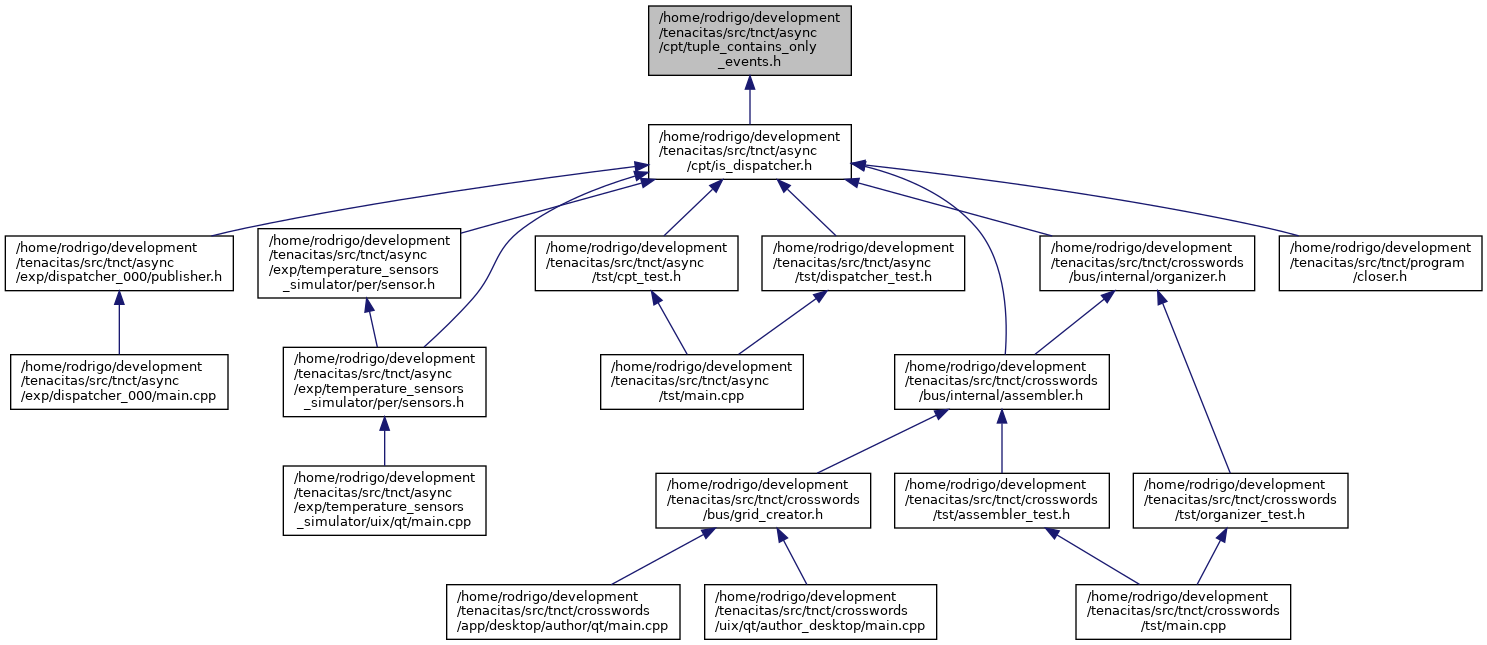 /home/rodrigo/development
/tenacitas/src/tnct/async
/cpt/tuple_contains_only
_events.h
/home/rodrigo/development
/tenacitas/src/tnct/async
/cpt/is_dispatcher.h
/home/rodrigo/development
/tenacitas/src/tnct/async
/exp/dispatcher_000/publisher.h
/home/rodrigo/development
/tenacitas/src/tnct/async
/exp/temperature_sensors
_simulator/per/sensor.h
/home/rodrigo/development
/tenacitas/src/tnct/async
/tst/cpt_test.h
/home/rodrigo/development
/tenacitas/src/tnct/async
/tst/dispatcher_test.h
/home/rodrigo/development
/tenacitas/src/tnct/crosswords
/bus/internal/organizer.h
/home/rodrigo/development
/tenacitas/src/tnct/program
/closer.h
/home/rodrigo/development
/tenacitas/src/tnct/async
/exp/dispatcher_000/main.cpp
/home/rodrigo/development
/tenacitas/src/tnct/async
/exp/temperature_sensors
_simulator/per/sensors.h
/home/rodrigo/development
/tenacitas/src/tnct/async
/tst/main.cpp
/home/rodrigo/development
/tenacitas/src/tnct/crosswords
/bus/internal/assembler.h
/home/rodrigo/development
/tenacitas/src/tnct/async
/exp/temperature_sensors
_simulator/uix/qt/main.cpp
/home/rodrigo/development
/tenacitas/src/tnct/crosswords
/bus/grid_creator.h
/home/rodrigo/development
/tenacitas/src/tnct/crosswords
/tst/assembler_test.h
/home/rodrigo/development
/tenacitas/src/tnct/crosswords
/tst/organizer_test.h
/home/rodrigo/development
/tenacitas/src/tnct/crosswords
/app/desktop/author/qt/main.cpp
/home/rodrigo/development
/tenacitas/src/tnct/crosswords
/uix/qt/author_desktop/main.cpp
/home/rodrigo/development
/tenacitas/src/tnct/crosswords
/tst/main.cpp